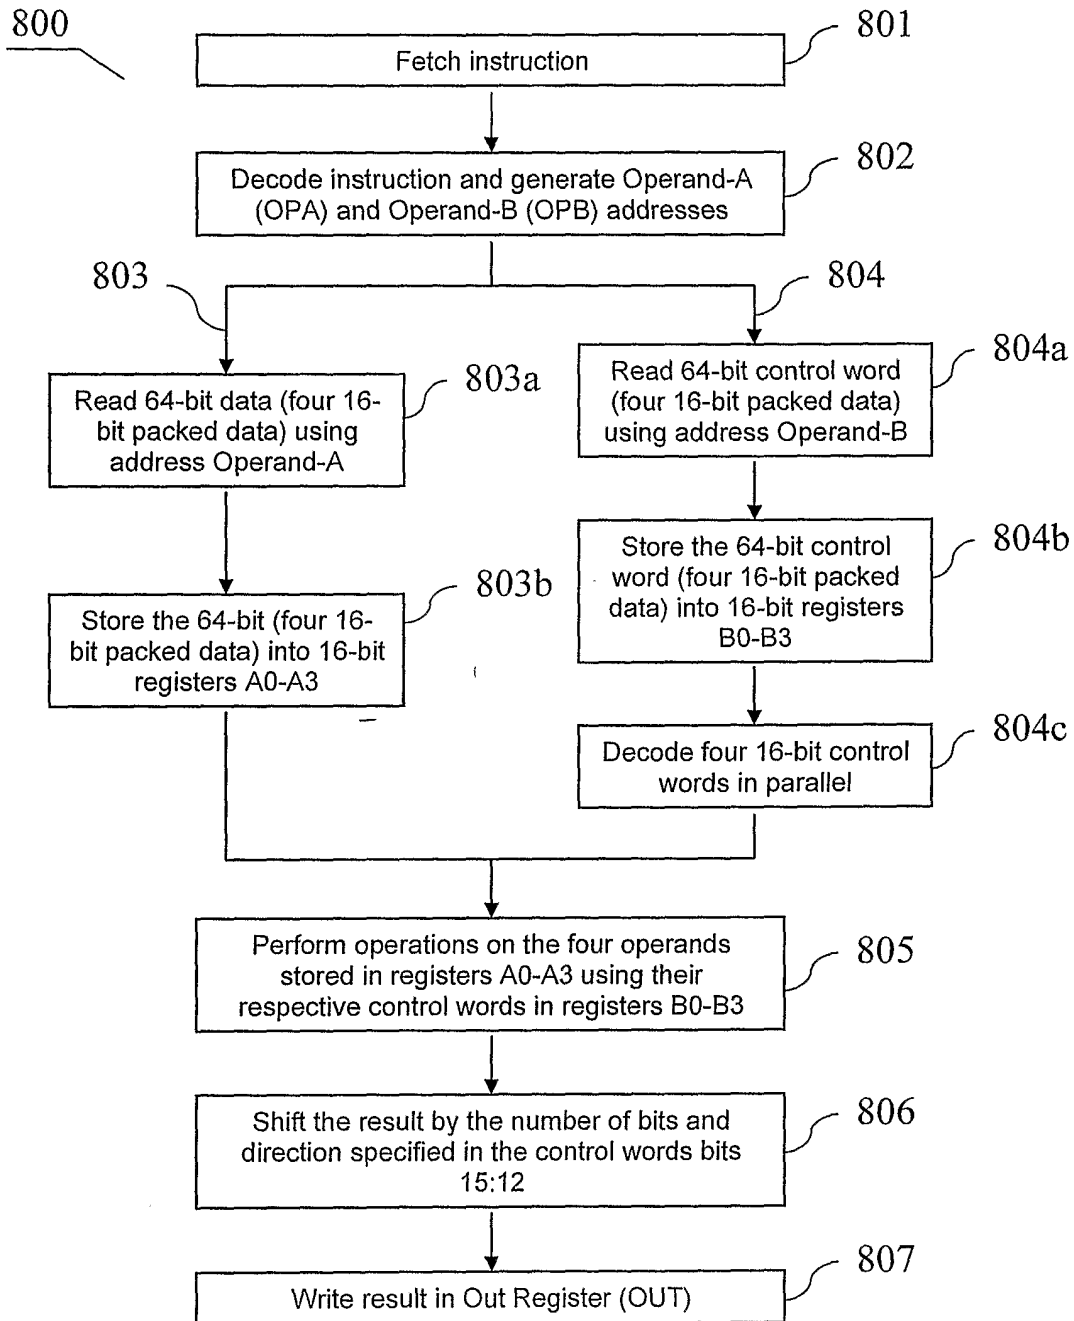 800
801
Fetch instruction
802
Decode instruction and generate Operand-A
(OPA) and Operand-B (OPB) addresses
803
804
803a
Read 64-bit data (four 16-
bit packed data) using
address Operand-A
804a
Read 64-bit control word
(four 16-bit packed data)
using address Operand-B
803b
Store the 64-bit (four 16-
bit packed data) into 16-bit
registers A0-A3
804b
Store the 64-bit control
word (four 16-bit packed
data) into 16-bit registers
B0-B3
804c
Decode four 16-bit control
words in parallel
805
Perform operations on the four operands
stored in registers A0-A3 using their
respective control words in registers B0-B3
806
Shift the result by the number of bits and
direction specified in the control words bits
15:12
807
Write result in Out Register (OUT)